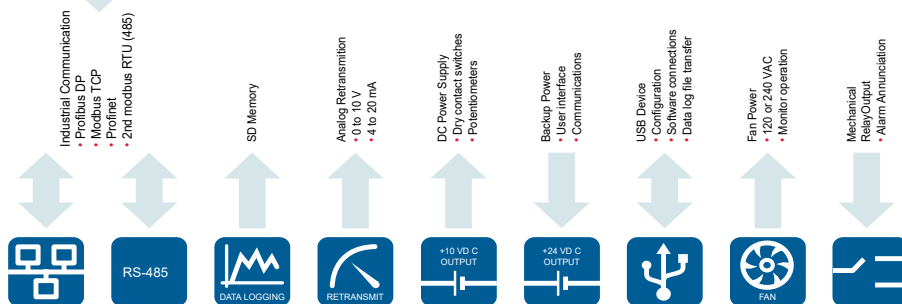 Industrial Communication
• Profibus DP
• Modbus TCP
• Profinet
• 2nd modbus RTU (485)
SD Memory
Analog Retransmition
• 0 to 10 V
• 4 to 20 mA
DC Power Supply
• Dry contact switches
• Potentiometers
Backup Power
• User interface
• Communications
USB Device
• Configuration
• Software connections
• Data log file transfer
Fan Power
• 120 or 240 VAC
• Monitor operation
Mechanical
RelayOutput
• Alarm Annunciation
RS-485
DATA LOGGING
RETRANSMIT
+10 VD C
OUTPUT
+24 VD C
OUTPUT
FAN